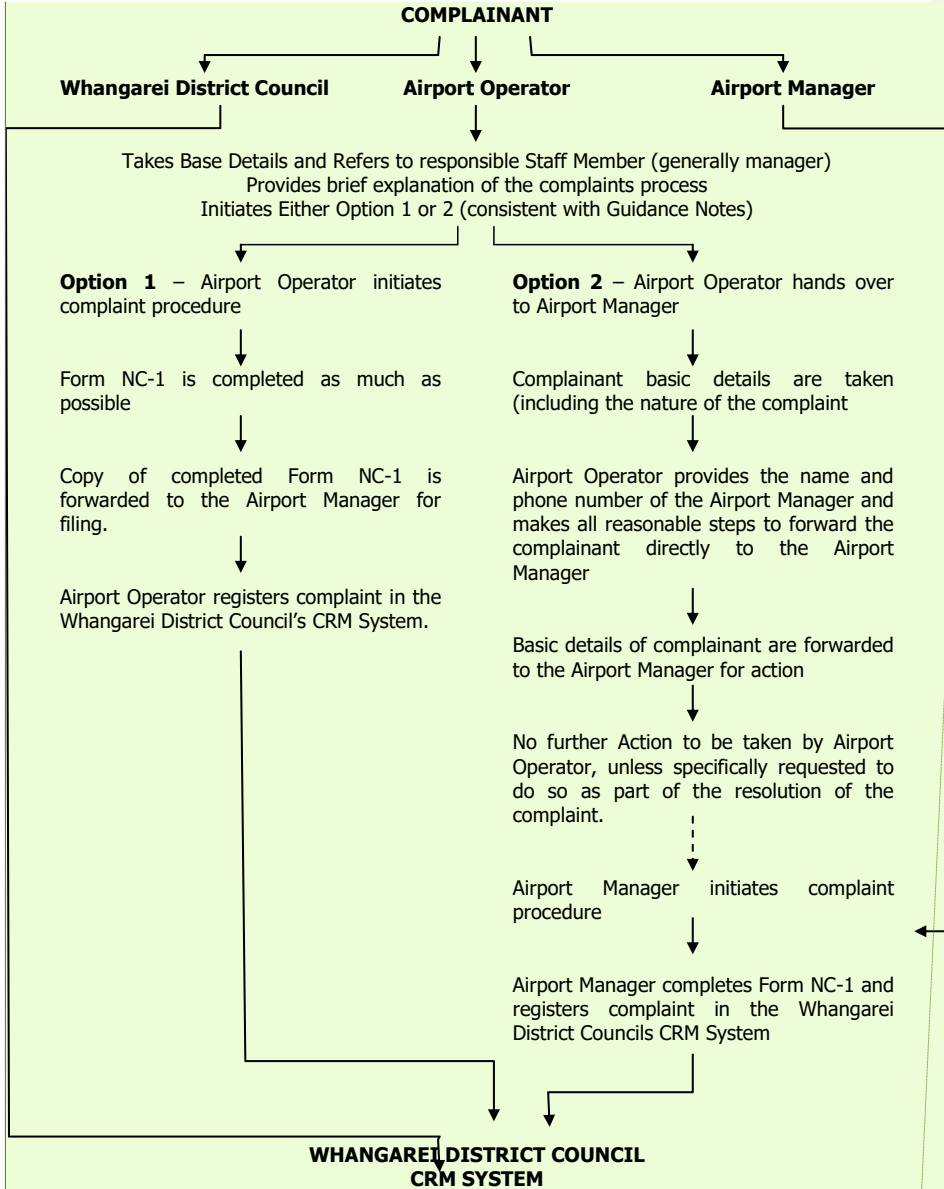 COMPLAINANT
Whangarei District Council Airport Operator Airport Manager
Takes Base Details and Refers to responsible Staff Member (generally manager)
Provides brief explanation of the complaints process
Initiates Either Option 1 or 2 (consistent with Guidance Notes)
Option 1 – Airport Operator initiates
complaint procedure
Form NC-1 is completed as much as
possible
Copy of completed Form NC-1 is
forwarded to the Airport Manager for
filing.
Airport Operator registers complaint in the
Whangarei District Council’s CRM System.
Option 2 – Airport Operator hands over
to Airport Manager
Complainant basic details are taken
(including the nature of the complaint
Airport Operator provides the name and
phone number of the Airport Manager and
makes all reasonable steps to forward the
complainant directly to the Airport
Manager
Basic details of complainant are forwarded
to the Airport Manager for action
No further Action to be taken by Airport
Operator, unless specifically requested to
do so as part of the resolution of the
complaint.
Airport Manager initiates complaint
procedure
Airport Manager completes Form NC-1 and
registers complaint in the Whangarei
District Councils CRM System
WHANGAREI DISTRICT COUNCIL
CRM SYSTEM